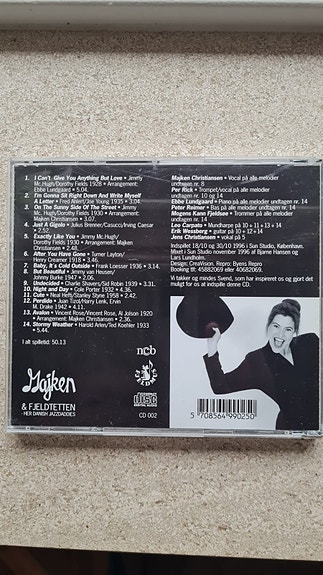 1. I Can't Give You Anything But Love • Jimmy
Mc.Hugh/Dorothy Fields 1928 • Arrangement:
Ebbe Lundgaard • 5.04.
2. I'm Gonna Sit Right Down And Write Myself
A Letter • Fred Ahlert/Joe Young 1935 • 3.04.
3. On The Sunny Side Of The Street • Jimmy
Mc.Hugh/Dorothy Fields 1930 • Arrangement:
Majken Christiansen • 3.07.
4. Just A Gigolo • Julius Brenner/Casucco/Irving Caesar
• 2.52.
5. Exactly Like You • Jimmy Mc.Hugh/
Dorothy Fields 1930 • Arrangement: Majken
Christiansen • 2.48.
6. After You Have Gone • Turner Layton/
Henry Creamer 1918 • 2.46.
7. Baby, It's Cold Outside • Frank Loesser 1936 • 3.14.
8. But Beautiful • Jimmy van Heusen/
Johnny Burke 1947 • 2.06.
9. Undecided • Charlie Shavers/Sid Robin 1939 • 3.51.
10. Night and Day • Cole Porter 1932 • 4.36.
11. Cute • Neal Hefti/Stanley Styne 1958 • 2.42.
12. Perdido • Juan Tizol/Harry Lenk, Ervin
M. Drake 1942 • 4.11.
13. Avalon • Vincent Rose/Vincent Rose, Al Jolson 1920
• Arrangement: Majken Christiansen • 2.36.
14. Stormy Weather • Harold Arlen/Ted Koehler 1933
• 5.44.
I alt spilletid: 50.13
Majken Christiansen • Vocal på alle melodier
undtagen nr. 8
Per Rick • Trompet/vocal på alle melodier
undtagen nr. 10 og 14
Ebbe Lundgaard • Piano på alle melodier undtagen nr. 14
Peter Reimer • Bas på alle melodier undtagen nr. 14
Mogens Kann Fjeldsøe • Trommer på alle melodier
undtagen nr. 14
Leo Carpato • Mundharpe på 10 + 11 + 13 + 14
Erik Wessberg • guitar på 10 + 12 + 14
Jens Christiansen • vokal på 5
Indspillet 18/10 og 30/10 1996 i Sun Studio, København.
Mixet i Sun Studio november 1996 af Bjarne Hansen og
Lars Lundholm.
Design: CreaVision. Repro: Byens Repro
Booking tlf. 45882069 eller 40682069.
Vi takker og mindes Svend, som har inspireret os og gjort det
muligt for os at indspille denne CD.
ncb
COMPACT
disc
DIGITAL AUDIO
CD 002
Majken
& FJELDTETTEN
- HER DANISH JAZZDADDIES
5 708564 990250